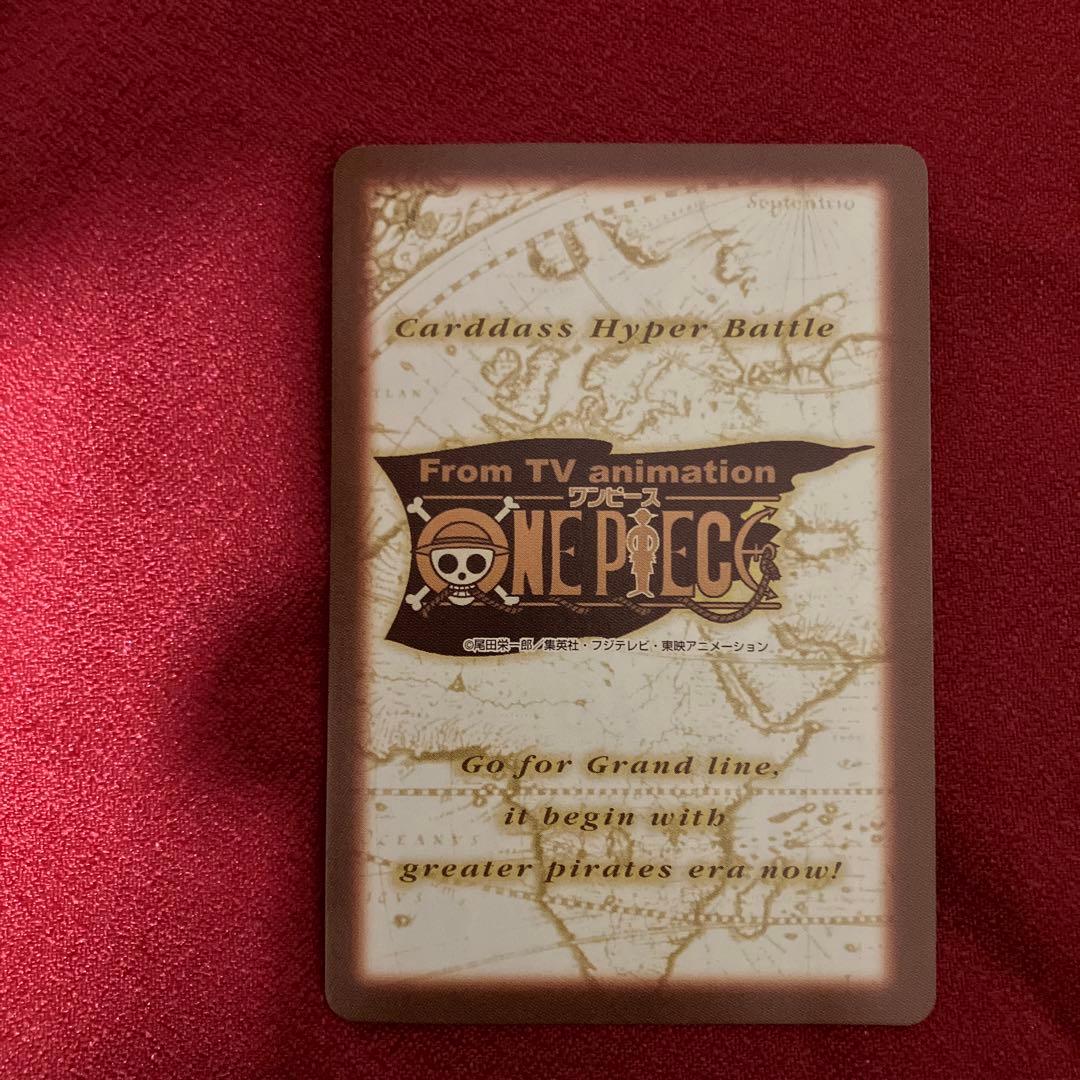 Septentrio
Carddass Hyper Battle
LAN
From TV animation
ワンピース
ONE PIECE
©尾田栄一郎／集英社・フジテレビ・東映アニメーション
Go for Grand line,
it begin with
CEANVS
greater pirates era now!